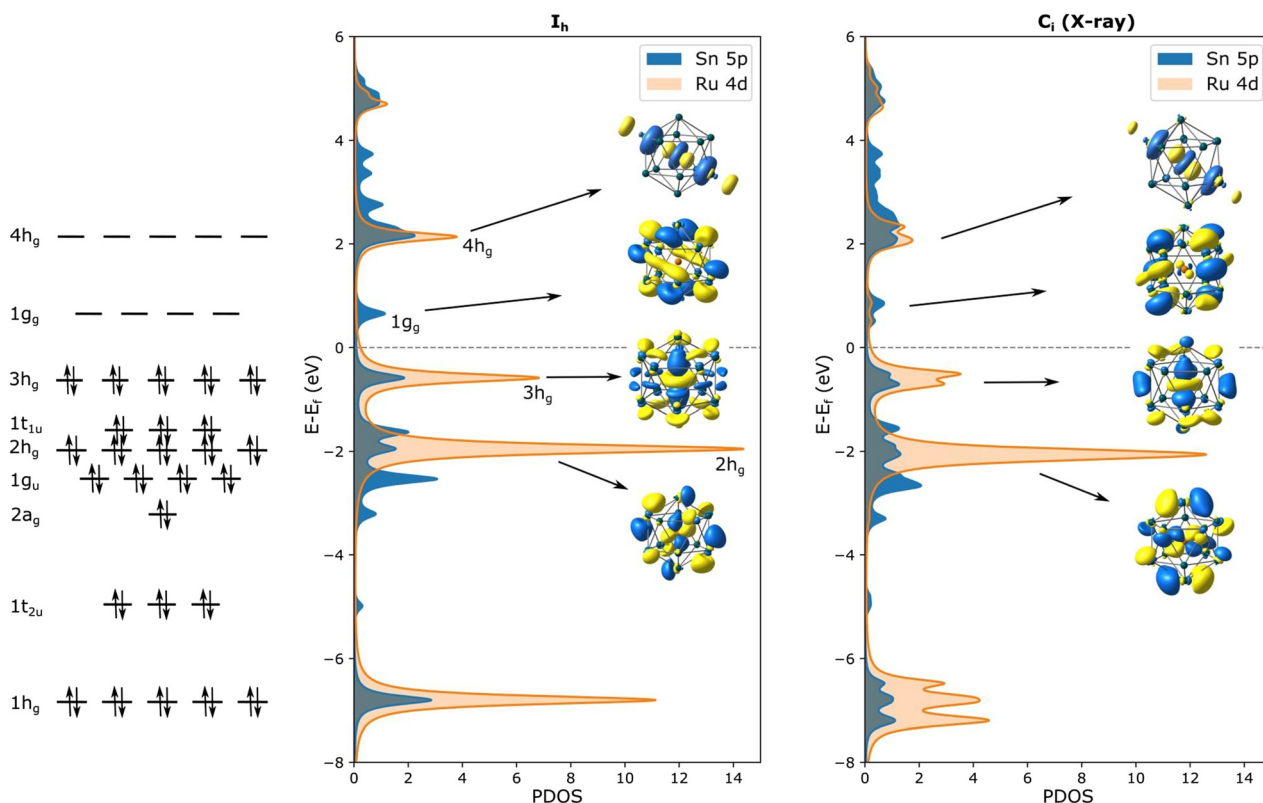 4hg
1gg
3hg
1t1u
2hg
1gu
2ag
1t2u
1hg
Ih
E-Ef (eV)
6
4
2
0
−2
−4
−6
−8
Sn 5p
Ru 4d
4hg
1gg
3hg
2hg
0 2 4 6 8 10 12 14
PDOS
Ci (X-ray)
E-Ef (eV)
6
4
2
0
−2
−4
−6
−8
Sn 5p
Ru 4d
0 2 4 6 8 10 12 14
PDOS